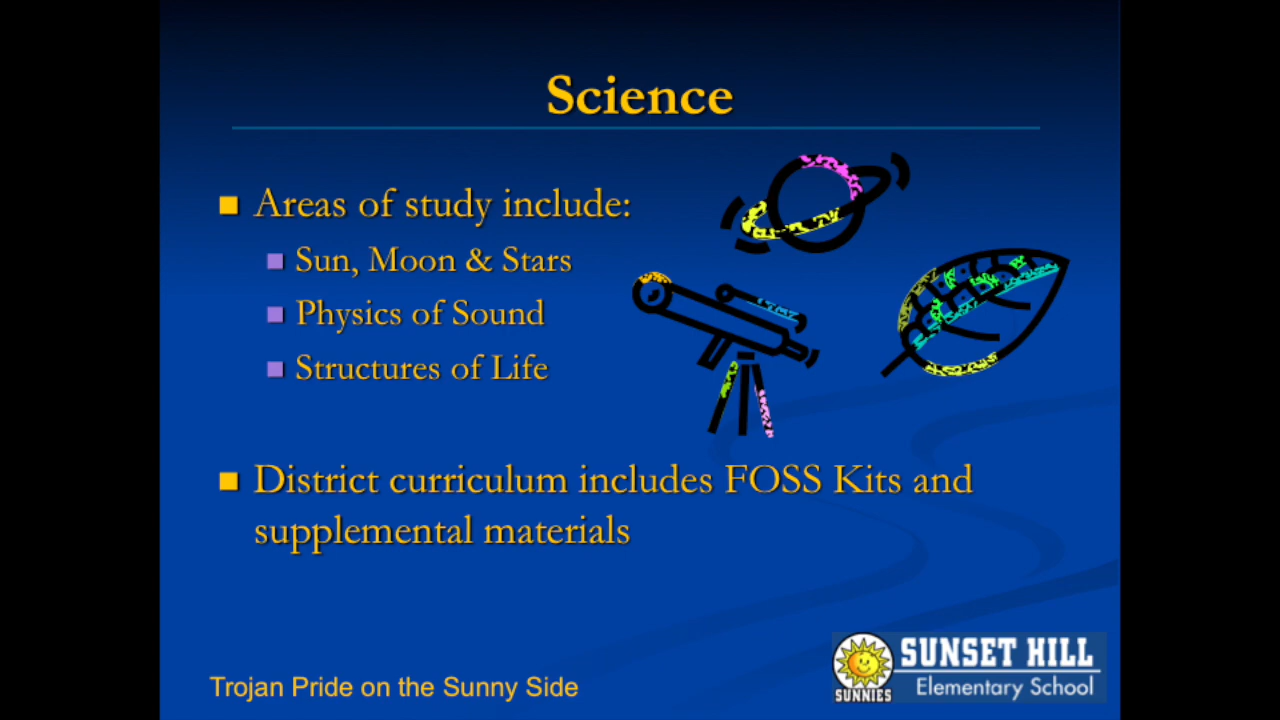 Science
Areas of study include:
Sun, Moon & Stars
Physics of Sound
Structures of Life
District curriculum includes FOSS Kits and
supplemental materials
Trojan Pride on the Sunny Side
SUNNIES
SUNSET HILL
Elementary School